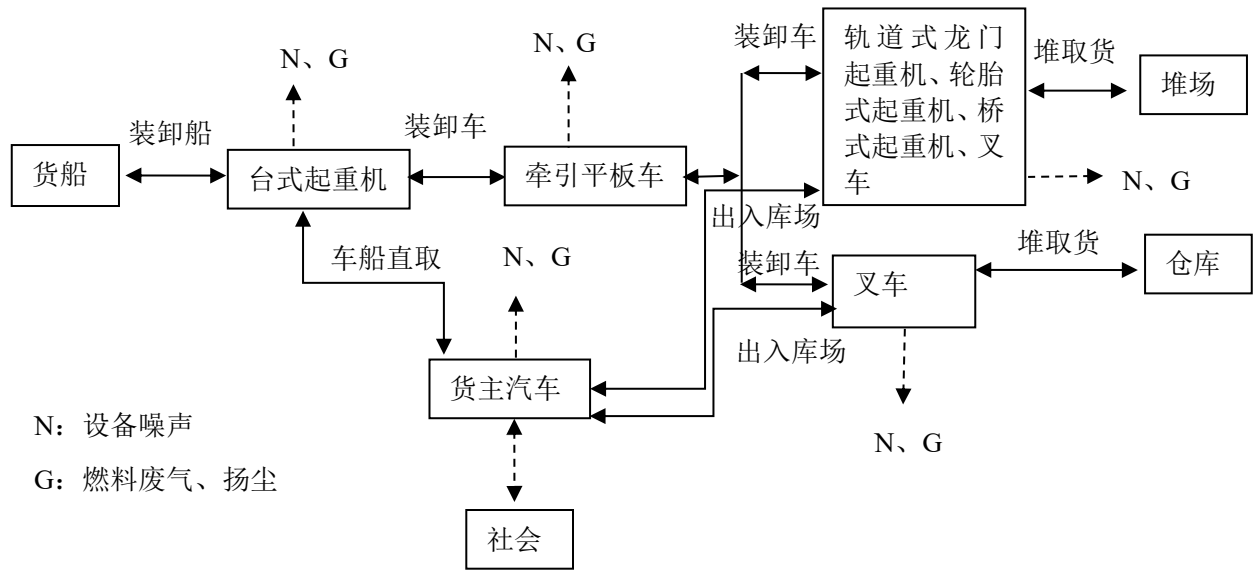 N、G
N、G
装卸船
装卸车
装卸车
轨道式龙门
起重机、轮胎
式起重机、桥
式起重机、叉
车
堆取货
堆场
货船
台式起重机
牵引平板车
出入库场
N、G
车船直取
N、G
装卸车
叉车
堆取货
仓库
出入库场
货主汽车
N、G
N：设备噪声
G：燃料废气、扬尘
社会